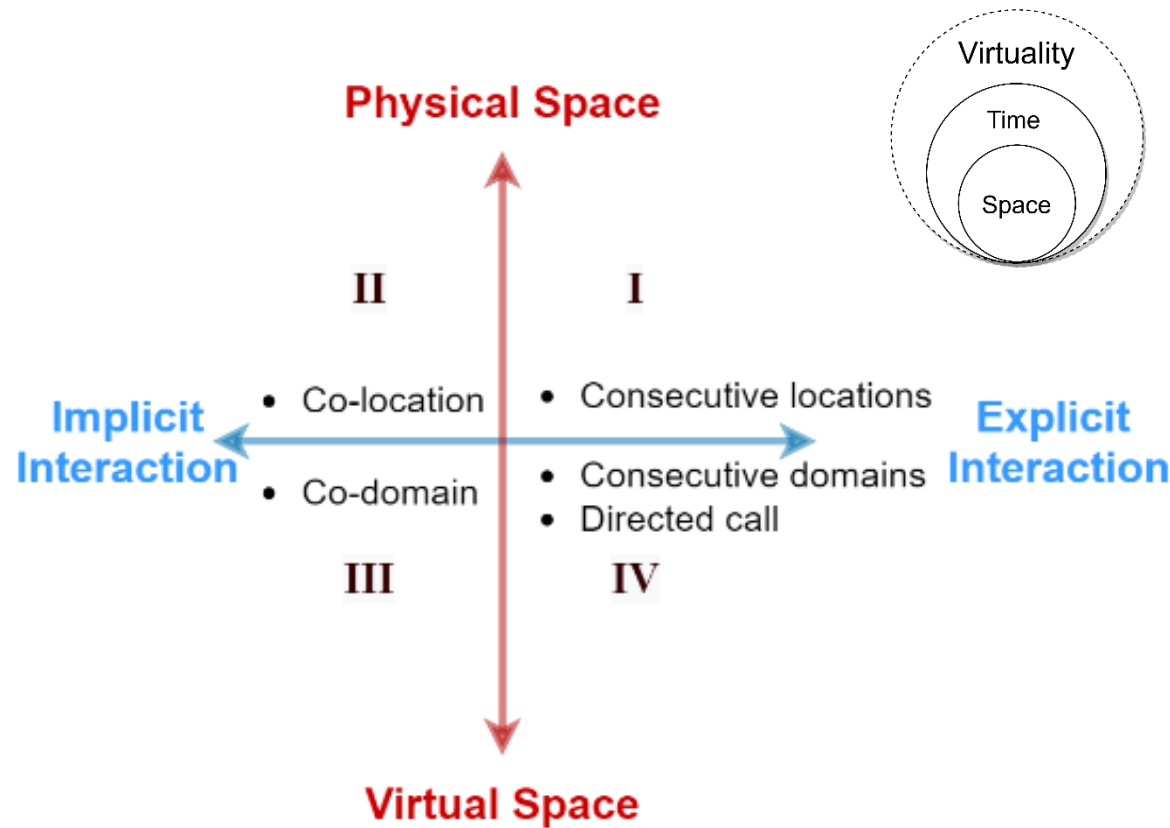 Virtuality
Physical Space
Time
Space
II
I
• Co-location
• Consecutive locations
Implicit
Interaction
Explicit
Interaction
• Co-domain
• Consecutive domains
• Directed call
III
IV
Virtual Space